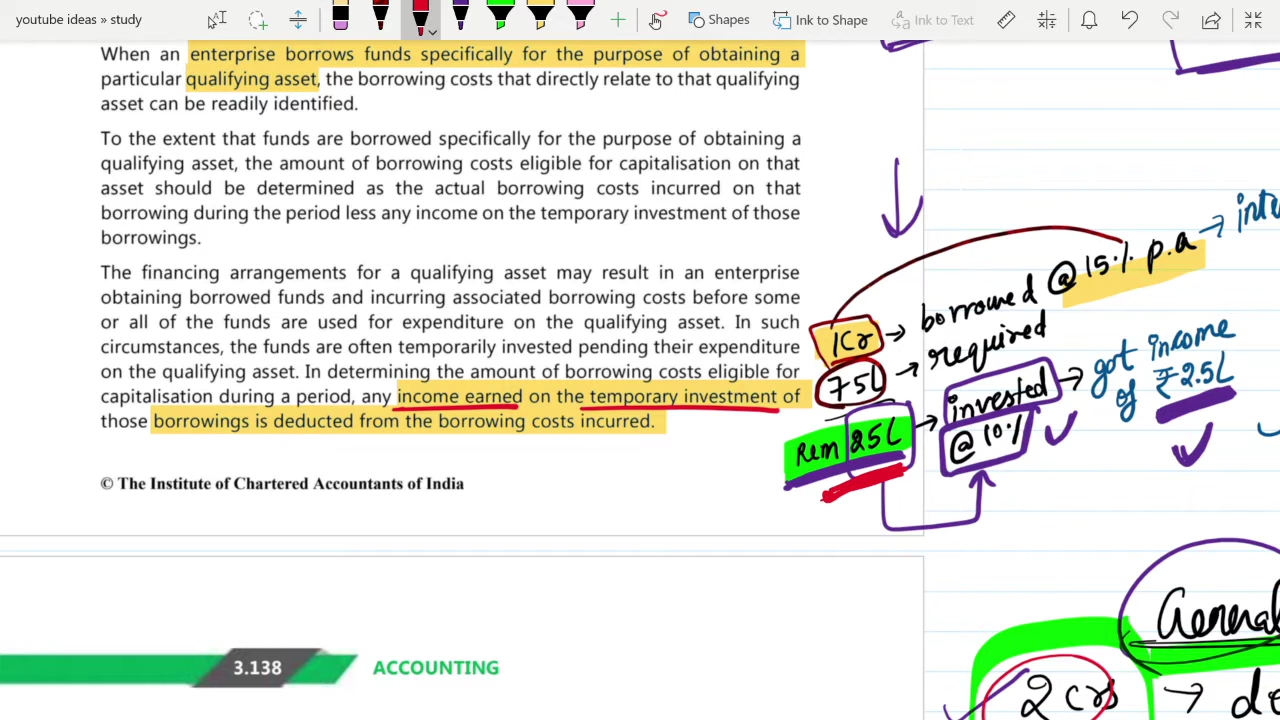 youtube ideas » study
Shapes
Ink to Shape
Ink to Text
When an enterprise borrows funds specifically for the purpose of obtaining a
particular qualifying asset, the borrowing costs that directly relate to that qualifying
asset can be readily identified.
To the extent that funds are borrowed specifically for the purpose of obtaining a
qualifying asset, the amount of borrowing costs eligible for capitalisation on that
asset should be determined as the actual borrowing costs incurred on that
borrowing during the period less any income on the temporary investment of those
borrowings.
The financing arrangements for a qualifying asset may result in an enterprise
obtaining borrowed funds and incurring associated borrowing costs before some
or all of the funds are used for expenditure on the qualifying asset. In such
circumstances, the funds are often temporarily invested pending their expenditure
on the qualifying asset. In determining the amount of borrowing costs eligible for
capitalisation during a period, any income earned on the temporary investment of
those borrowings is deducted from the borrowing costs incurred.
© The Institute of Chartered Accountants of India
1Cr → borrowed @ 15% p.a →
75L → required
Rem 25L → invested → got income
@ 10% of ₹2.5L
General
2 crs →
3.138 ACCOUNTING